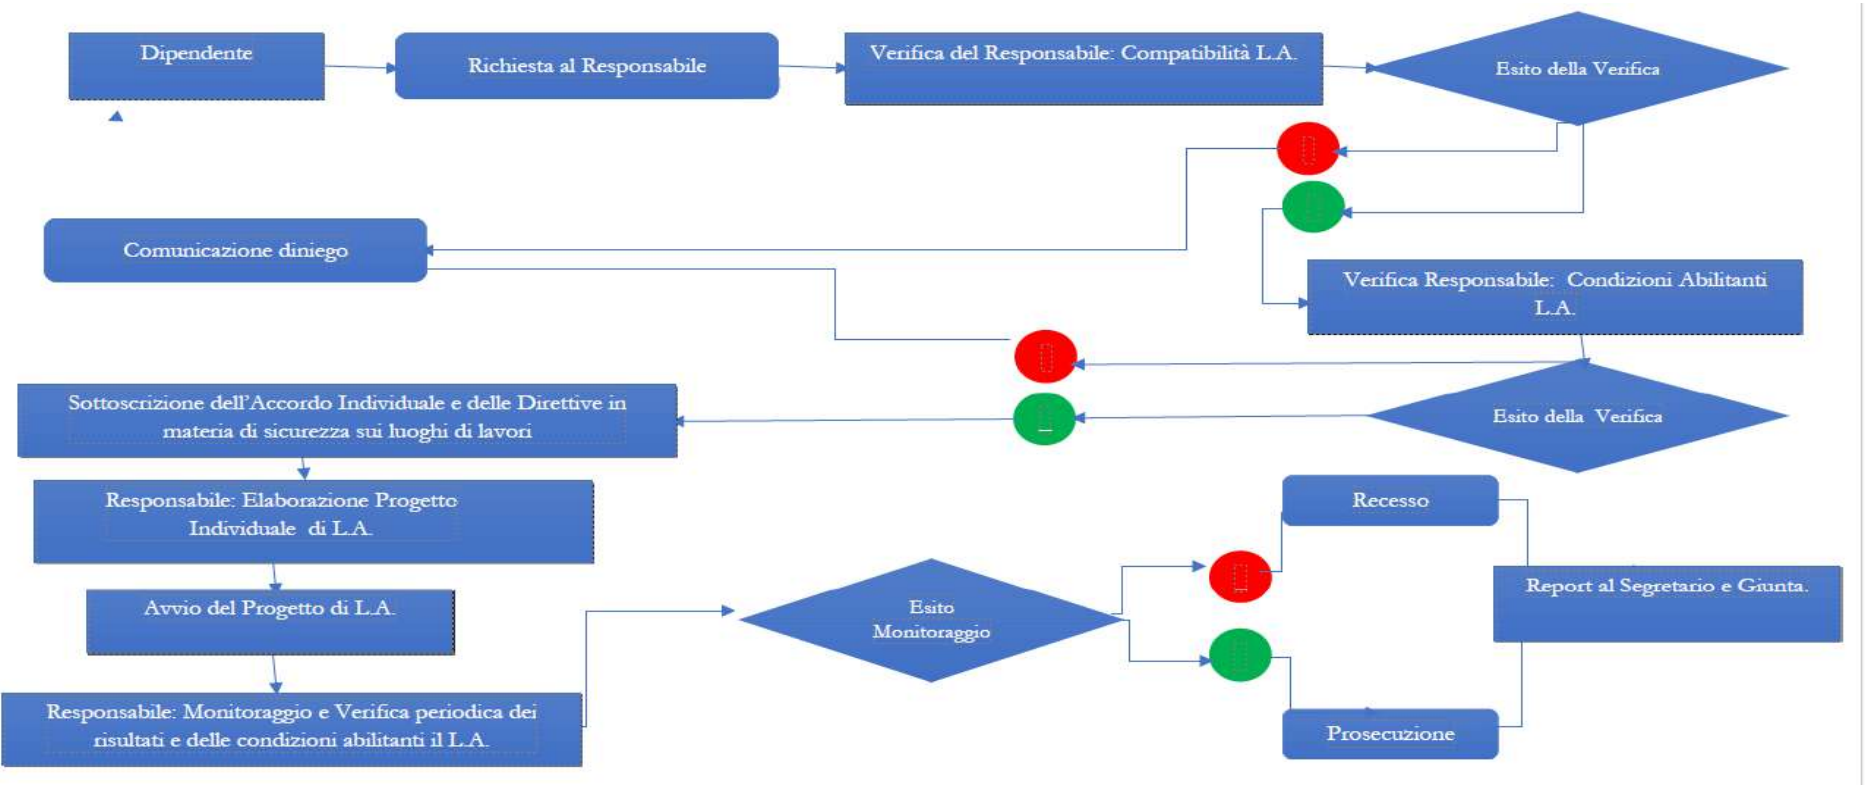 Dipendente
Richiesta al Responsabile
Verifica del Responsabile: Compatibilità L.A.
Esito della Verifica
Comunicazione diniego
Verifica Responsabile:  Condizioni Abilitanti
L.A.
Sottoscrizione dell'Accordo Individuale e delle Direttive in
materia di sicurezza sui luoghi di lavori
Esito della  Verifica
Responsabile: Elaborazione Progetto
Individuale  di L.A.
Recesso
Avvio del Progetto di L.A.
Esito
Monitoraggio
Report al Segretario e Giunta.
Responsabile: Monitoraggio e Verifica periodica dei
risultati e delle condizioni abilitanti il L.A.
Prosecuzione